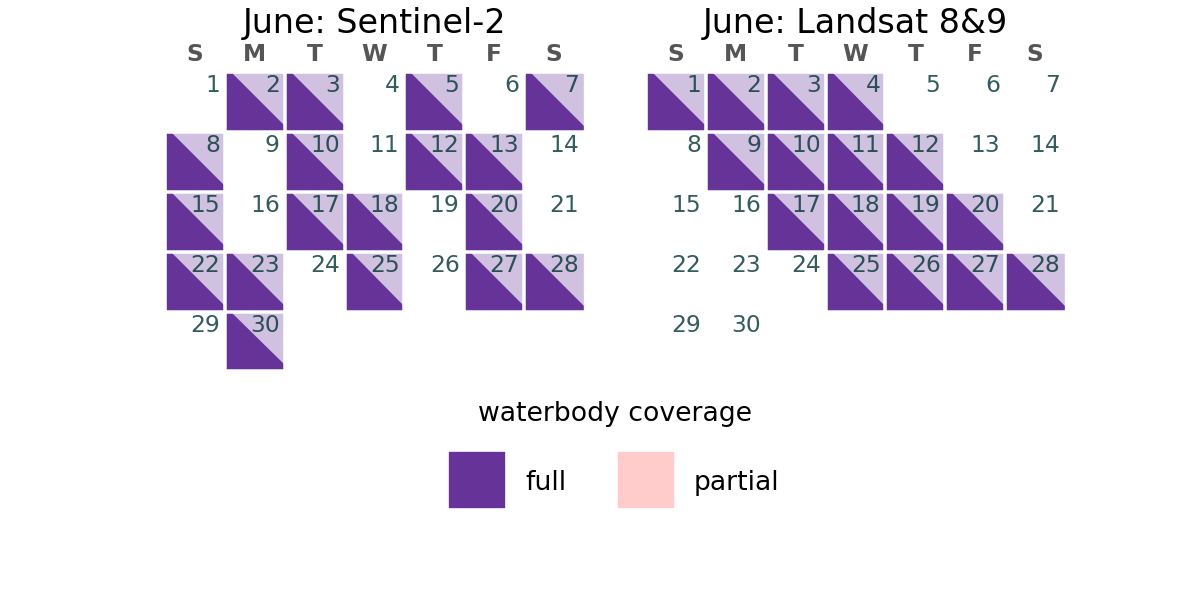 June: Sentinel-2
S M T W T F S
1 2 3 4 5 6 7
8 9 10 11 12 13 14
15 16 17 18 19 20 21
22 23 24 25 26 27 28
29 30
June: Landsat 8&9
S M T W T F S
1 2 3 4 5 6 7
8 9 10 11 12 13 14
15 16 17 18 19 20 21
22 23 24 25 26 27 28
29 30
waterbody coverage
full partial